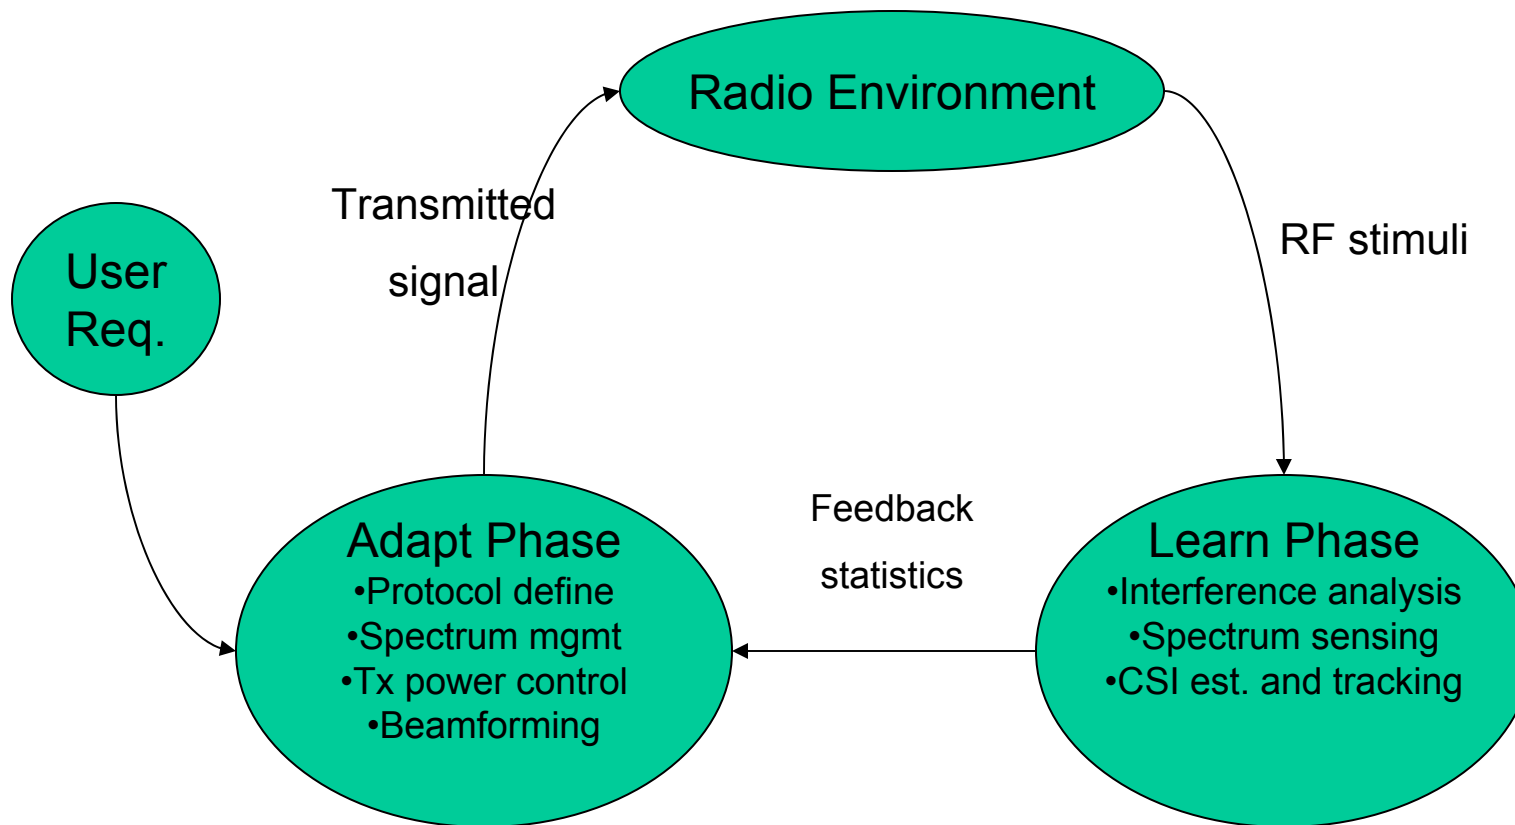 Radio Environment
Transmitted
signal
RF stimuli
User
Req.
Feedback
statistics
Adapt Phase
•Protocol define
•Spectrum mgmt
•Tx power control
•Beamforming
Learn Phase
•Interference analysis
•Spectrum sensing
•CSI est. and tracking